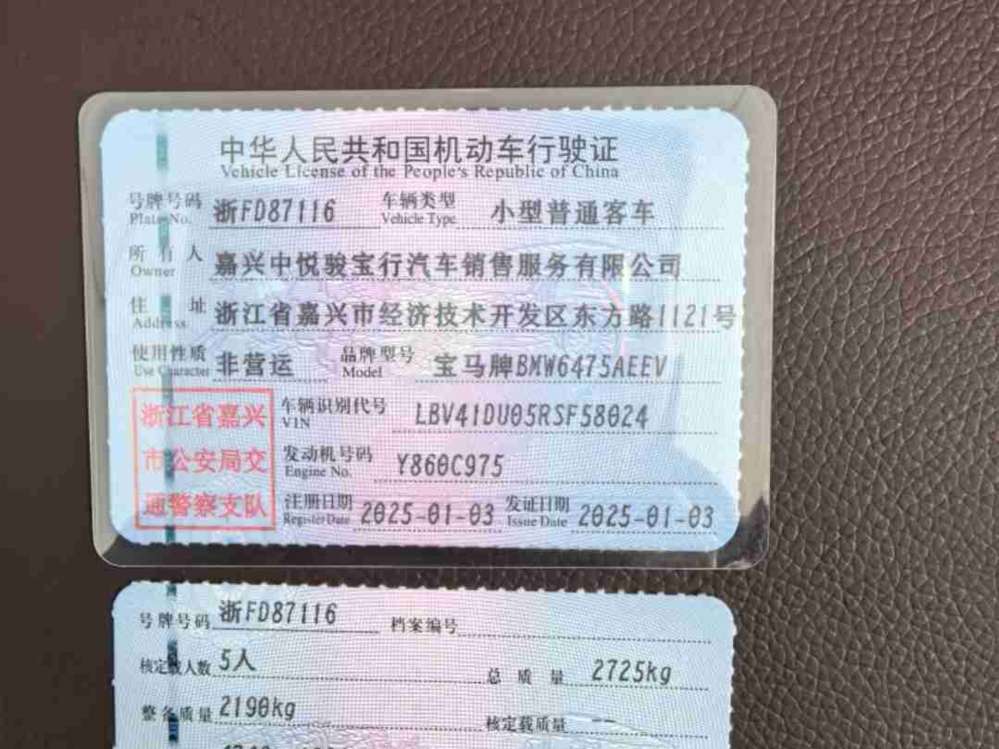 中华人民共和国机动车行驶证
Vehicle License of the People's Republic of China
号牌号码 浙FD87116 车辆类型 小型普通客车
Plate No. Vehicle Type
所有人 嘉兴中悦骏宝行汽车销售服务有限公司
Owner
住址 浙江省嘉兴市经济技术开发区东方路1121号
Address
使用性质 非营运 品牌型号 宝马牌BMW6475AEEV
Use Character Model
浙江省嘉兴
市公安局交
通警察支队
车辆识别代号 LBV41DU05RSF58024
VIN
发动机号码 Y860C975
Engine No.
注册日期 2025-01-03 发证日期 2025-01-03
Register Date Issue Date
号牌号码 浙FD87116 档案编号
核定载人数 5人 总质量 2725kg
整备质量 2190kg 核定载质量 --